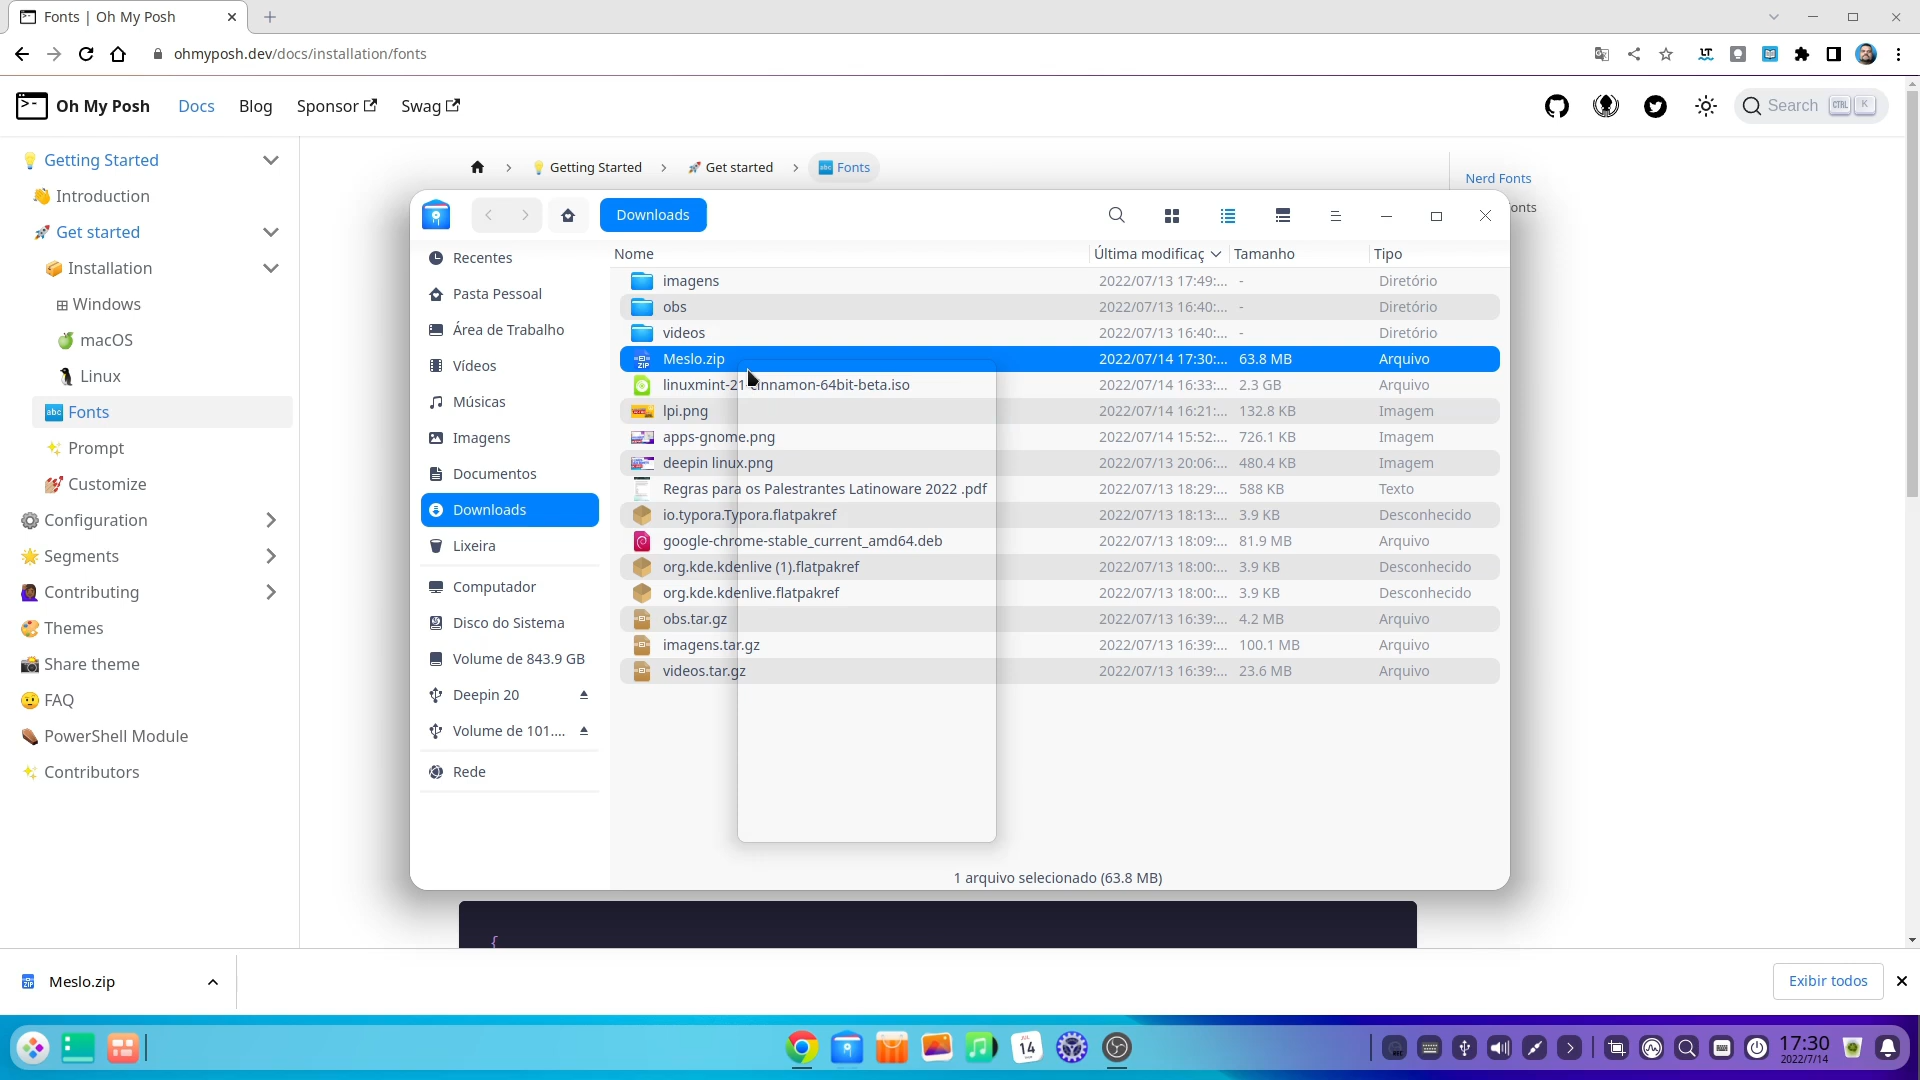 Fonts | Oh My Posh
ohmyposh.dev/docs/installation/fonts
Oh My Posh Docs Blog Sponsor Swag Search CTRL K
Getting Started
Introduction
Get started
Installation
Windows
macOS
Linux
Fonts
Prompt
Customize
Configuration
Segments
Contributing
Themes
Share theme
FAQ
PowerShell Module
Contributors
Getting Started > Get started > Fonts
Nerd Fonts
onts
Downloads
Recentes
Pasta Pessoal
Área de Trabalho
Vídeos
Músicas
Imagens
Documentos
Downloads
Lixeira
Computador
Disco do Sistema
Volume de 843.9 GB
Deepin 20
Volume de 101....
Rede
Nome Última modificaç Tamanho Tipo
imagens 2022/07/13 17:49:... - Diretório
obs 2022/07/13 16:40:... - Diretório
videos 2022/07/13 16:40:... - Diretório
Meslo.zip 2022/07/14 17:30:... 63.8 MB Arquivo
linuxmint-21-cinnamon-64bit-beta.iso 2022/07/14 16:33:... 2.3 GB Arquivo
lpi.png 2022/07/14 16:21:... 132.8 KB Imagem
apps-gnome.png 2022/07/14 15:52:... 726.1 KB Imagem
deepin linux.png 2022/07/13 20:06:... 480.4 KB Imagem
Regras para os Palestrantes Latinoware 2022 .pdf 2022/07/13 18:29:... 588 KB Texto
io.typora.Typora.flatpakref 2022/07/13 18:13:... 3.9 KB Desconhecido
google-chrome-stable_current_amd64.deb 2022/07/13 18:09:... 81.9 MB Arquivo
org.kde.kdenlive (1).flatpakref 2022/07/13 18:00:... 3.9 KB Desconhecido
org.kde.kdenlive.flatpakref 2022/07/13 18:00:... 3.9 KB Desconhecido
obs.tar.gz 2022/07/13 16:39:... 4.2 MB Arquivo
imagens.tar.gz 2022/07/13 16:39:... 100.1 MB Arquivo
videos.tar.gz 2022/07/13 16:39:... 23.6 MB Arquivo
1 arquivo selecionado (63.8 MB)
{
Meslo.zip
Exibir todos
14
17:30
2022/7/14